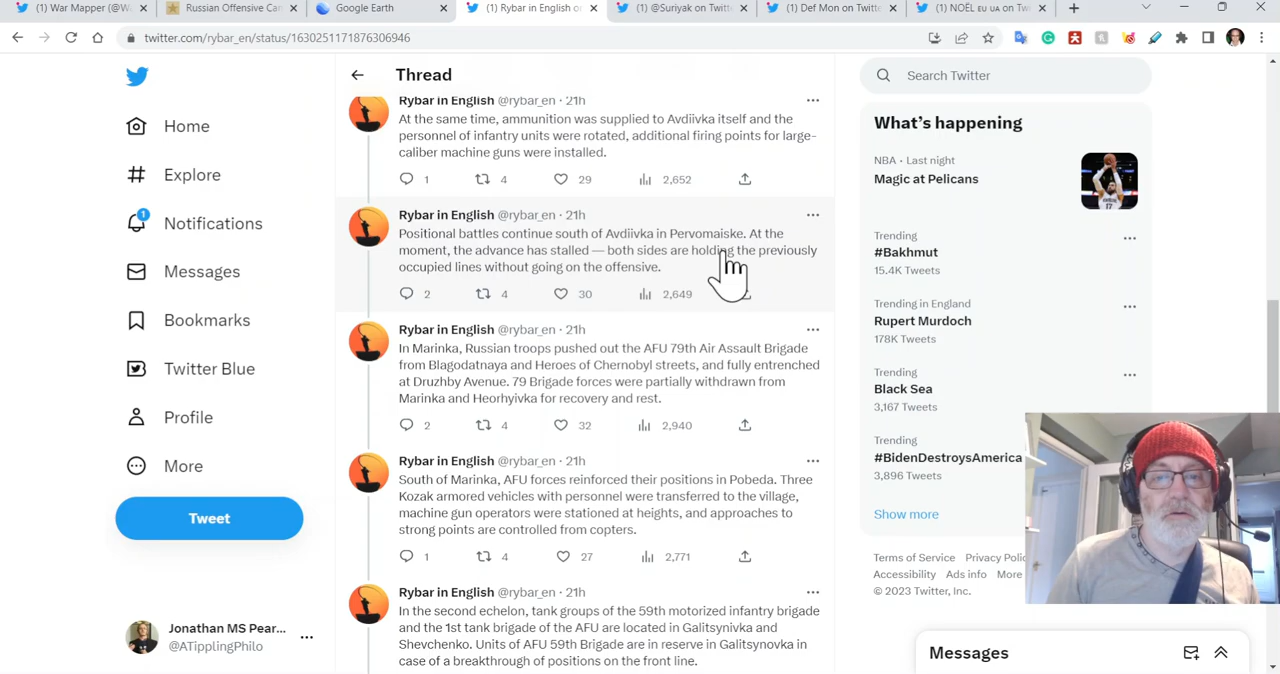 War Mapper (@W
Russian Offensive Can
Google Earth
Rybar in English o
@Suriyak on Twitt
Def Mon on Twitte
NOËL EU UA on Tw
twitter.com/rybar_en/status/1630251171876306946
Home
Explore
1
Notifications
Messages
Bookmarks
Twitter Blue
Profile
More
Tweet
Jonathan MS Pear...
@ATipplingPhilo
Thread
Rybar in English @rybar_en · 21h
At the same time, ammunition was supplied to Avdiivka itself and the
personnel of infantry units were rotated, additional firing points for large-
caliber machine guns were installed.
1 4 29 2,652
Rybar in English @rybar_en · 21h
Positional battles continue south of Avdiivka in Pervomaiske. At the
moment, the advance has stalled — both sides are holding the previously
occupied lines without going on the offensive.
2 4 30 2,649
Rybar in English @rybar_en · 21h
In Marinka, Russian troops pushed out the AFU 79th Air Assault Brigade
from Blagodatnaya and Heroes of Chernobyl streets, and fully entrenched
at Druzhby Avenue. 79 Brigade forces were partially withdrawn from
Marinka and Heorhyivka for recovery and rest.
2 4 32 2,940
Rybar in English @rybar_en · 21h
South of Marinka, AFU forces reinforced their positions in Pobeda. Three
Kozak armored vehicles with personnel were transferred to the village,
machine gun operators were stationed at heights, and approaches to
strong points are controlled from copters.
1 4 27 2,771
Rybar in English @rybar_en · 21h
In the second echelon, tank groups of the 59th motorized infantry brigade
and the 1st tank brigade of the AFU are located in Galitsynivka and
Shevchenko. Units of AFU 59th Brigade are in reserve in Galitsynovka in
case of a breakthrough of positions on the front line.
Search Twitter
What's happening
NBA · Last night
Magic at Pelicans
Trending
#Bakhmut
15.4K Tweets
Trending in England
Rupert Murdoch
178K Tweets
Trending
Black Sea
3,167 Tweets
Trending
#BidenDestroysAmerica
3,896 Tweets
Show more
Terms of Service Privacy Polic
Accessibility Ads info More
© 2023 Twitter, Inc.
Messages